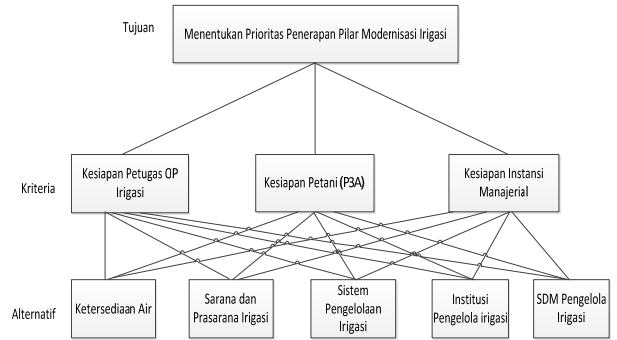 Tujuan
Menentukan Prioritas Penerapan Pilar Modernisasi Irigasi
Kriteria
Kesiapan Petugas OP
Irigasi
Kesiapan Petani (P3A)
Kesiapan Instansi
Manajerial
Alternatif
Ketersediaan Air
Sarana dan
Prasarana Irigasi
Sistem
Pengelolaan
Irigasi
Institusi
Pengelola irigasi
SDM Pengelola
Irigasi